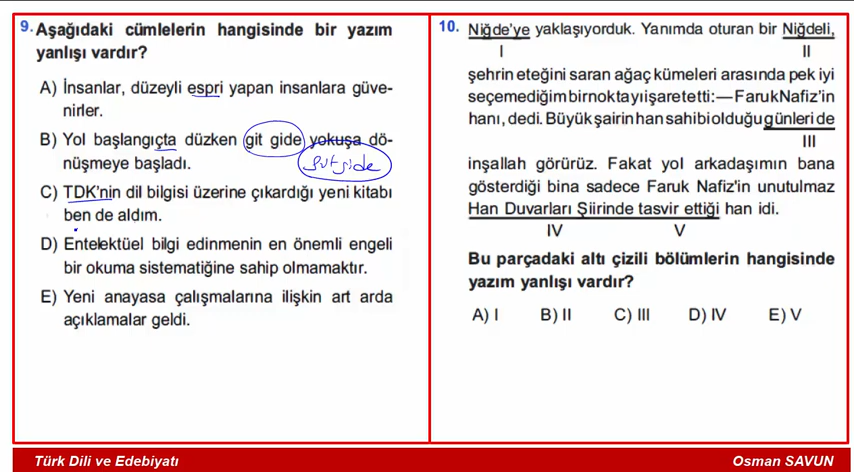 9. Aşağıdaki cümlelerin hangisinde bir yazım
yanlışı vardır?
A) İnsanlar, düzeyli espri yapan insanlara güve-
nirler.
B) Yol başlangıçta düzken git gide yokuşa dö-
nüşmeye başladı.
gitgide
C) TDK'nin dil bilgisi üzerine çıkardığı yeni kitabı
ben de aldım.
D) Entelektüel bilgi edinmenin en önemli engeli
bir okuma sistematiğine sahip olmamaktır.
E) Yeni anayasa çalışmalarına ilişkin art arda
açıklamalar geldi.
10. Niğde'ye yaklaşıyorduk. Yanımda oturan bir Niğdeli,
I II
şehrin eteğini saran ağaç kümeleri arasında pek iyi
seçemediğim bir noktayı işaret etti: — Faruk Nafiz'in
hanı, dedi. Büyük şairin han sahibi olduğu günleri de
III
inşallah görürüz. Fakat yol arkadaşımın bana
gösterdiği bina sadece Faruk Nafiz'in unutulmaz
Han Duvarları Şiirinde tasvir ettiği han idi.
IV V
Bu parçadaki altı çizili bölümlerin hangisinde
yazım yanlışı vardır?
A) I B) II C) III D) IV E) V
Türk Dili ve Edebiyatı Osman SAVUN